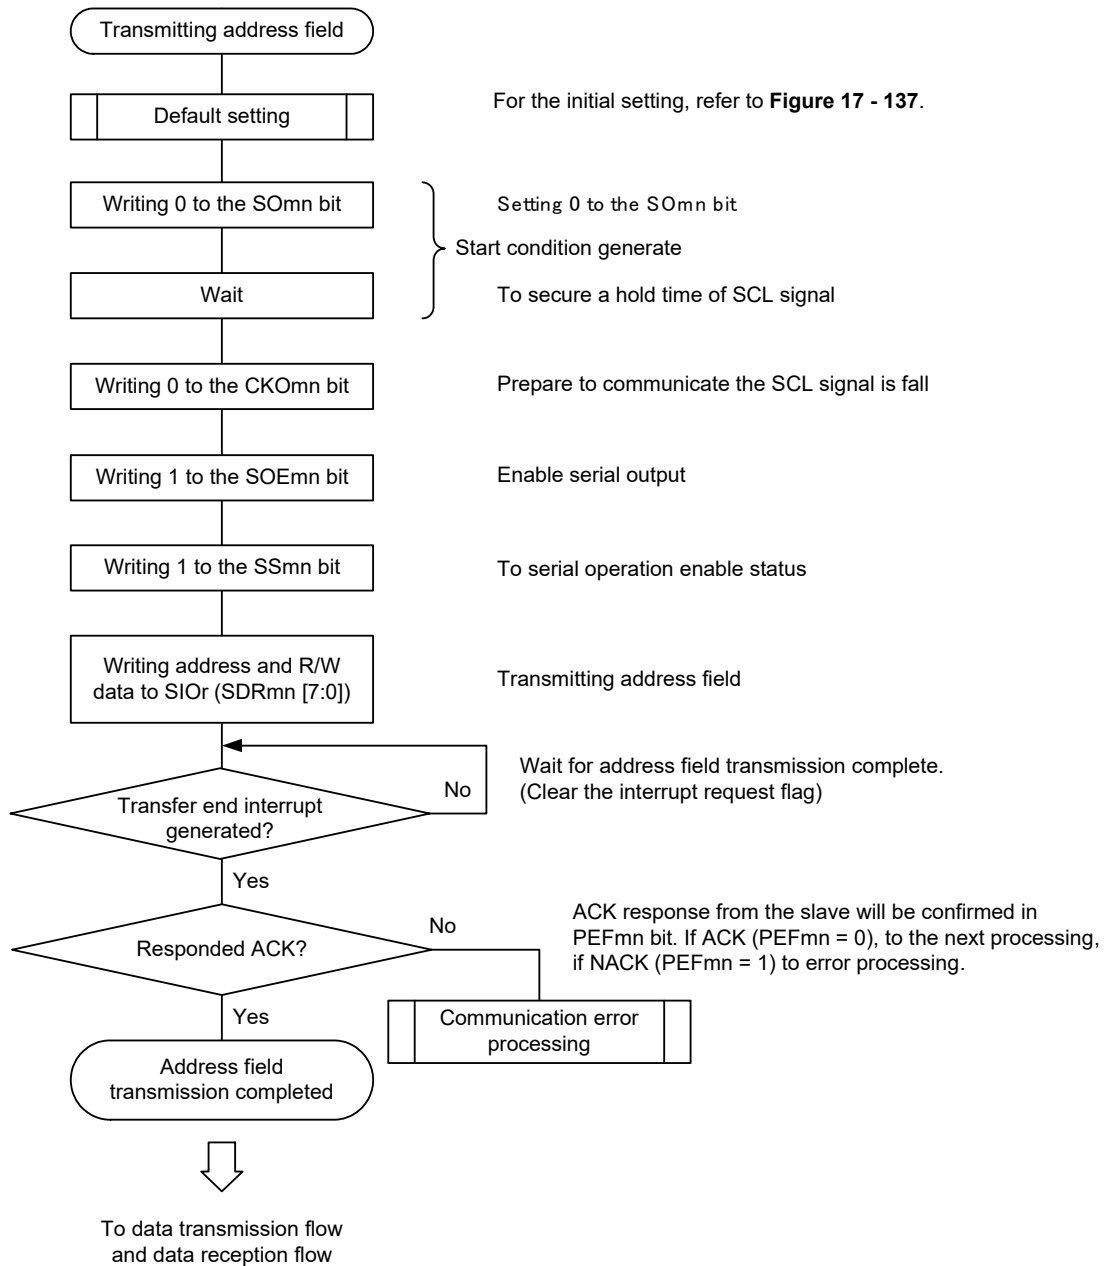 Transmitting address field
Default setting
For the initial setting, refer to Figure 17 - 137.
Writing 0 to the SOmn bit
Setting 0 to the SOmn bit
Start condition generate
Wait
To secure a hold time of SCL signal
Writing 0 to the CKOmn bit
Prepare to communicate the SCL signal is fall
Writing 1 to the SOEmn bit
Enable serial output
Writing 1 to the SSmn bit
To serial operation enable status
Writing address and R/W
data to SIOr (SDRmn [7:0])
Transmitting address field
Transfer end interrupt
generated?
No
Wait for address field transmission complete.
(Clear the interrupt request flag)
Yes
Responded ACK?
No
ACK response from the slave will be confirmed in
PEFmn bit. If ACK (PEFmn = 0), to the next processing,
if NACK (PEFmn = 1) to error processing.
Yes
Communication error
processing
Address field
transmission completed
To data transmission flow
and data reception flow